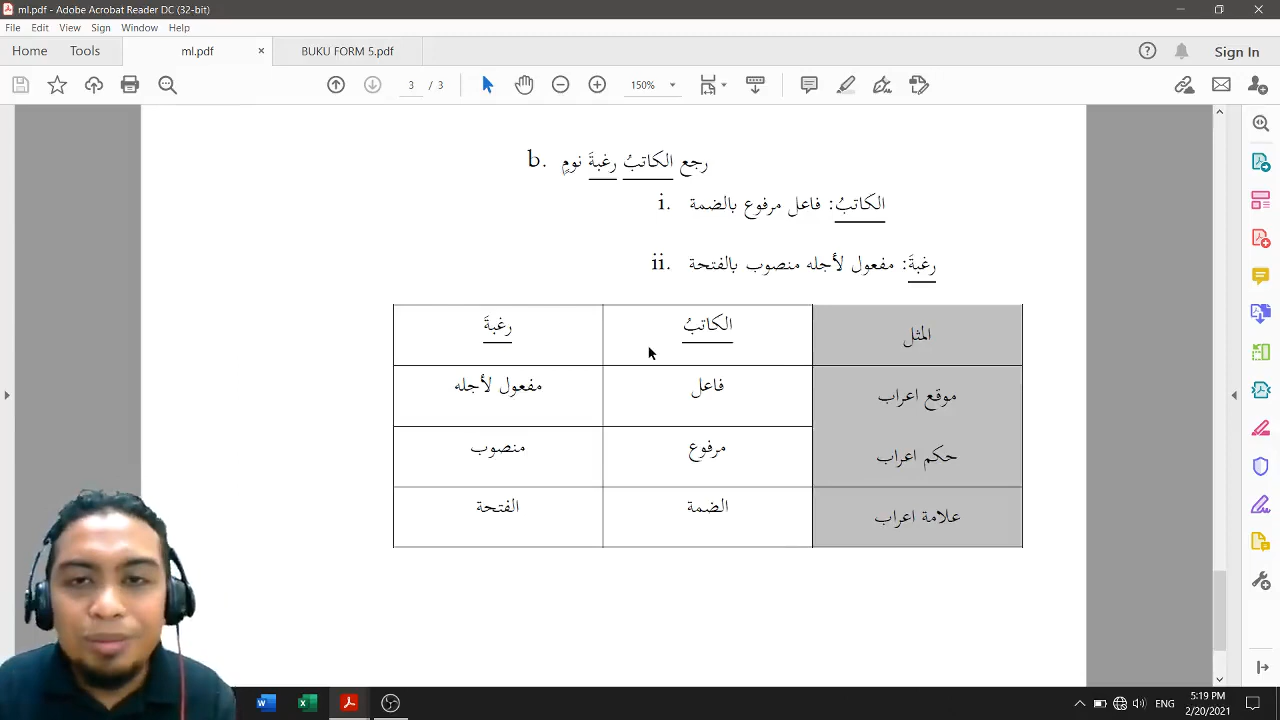 ml.pdf - Adobe Acrobat Reader DC (32-bit)
File Edit View Sign Window Help
Home Tools ml.pdf × BUKU FORM 5.pdf Sign In
3 / 3 150%
b. رجع الكاتبُ رغبةَ نومٍ
i. الكاتبُ: فاعل مرفوع بالضمة
ii. رغبةَ: مفعول لأجله منصوب بالفتحة
المثل الكاتبُ رغبةَ
موقع اعراب فاعل مفعول لأجله
حكم اعراب مرفوع منصوب
علامة اعراب الضمة الفتحة
ENG 5:19 PM
2/20/2021